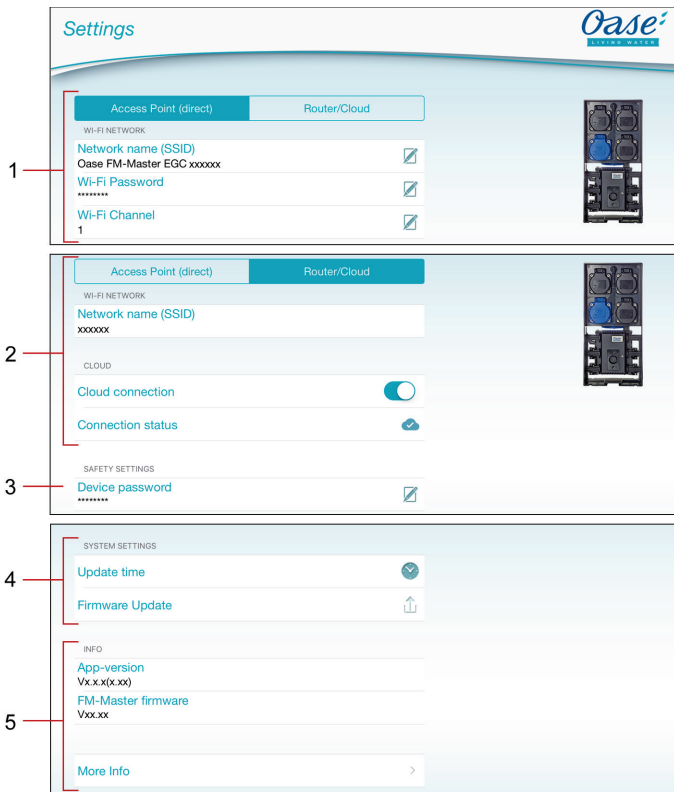 Settings
Oase
LIVING WATER
1
Access Point (direct) Router/Cloud
WI-FI NETWORK
Network name (SSID)
Oase FM-Master EGC xxxxxx
Wi-Fi Password
********
Wi-Fi Channel
1
2
Access Point (direct) Router/Cloud
WI-FI NETWORK
Network name (SSID)
xxxxxx
CLOUD
Cloud connection
Connection status
3
SAFETY SETTINGS
Device password
********
4
SYSTEM SETTINGS
Update time
Firmware Update
5
INFO
App-version
Vx.x.x(x.xx)
FM-Master firmware
Vxx.xx
More Info